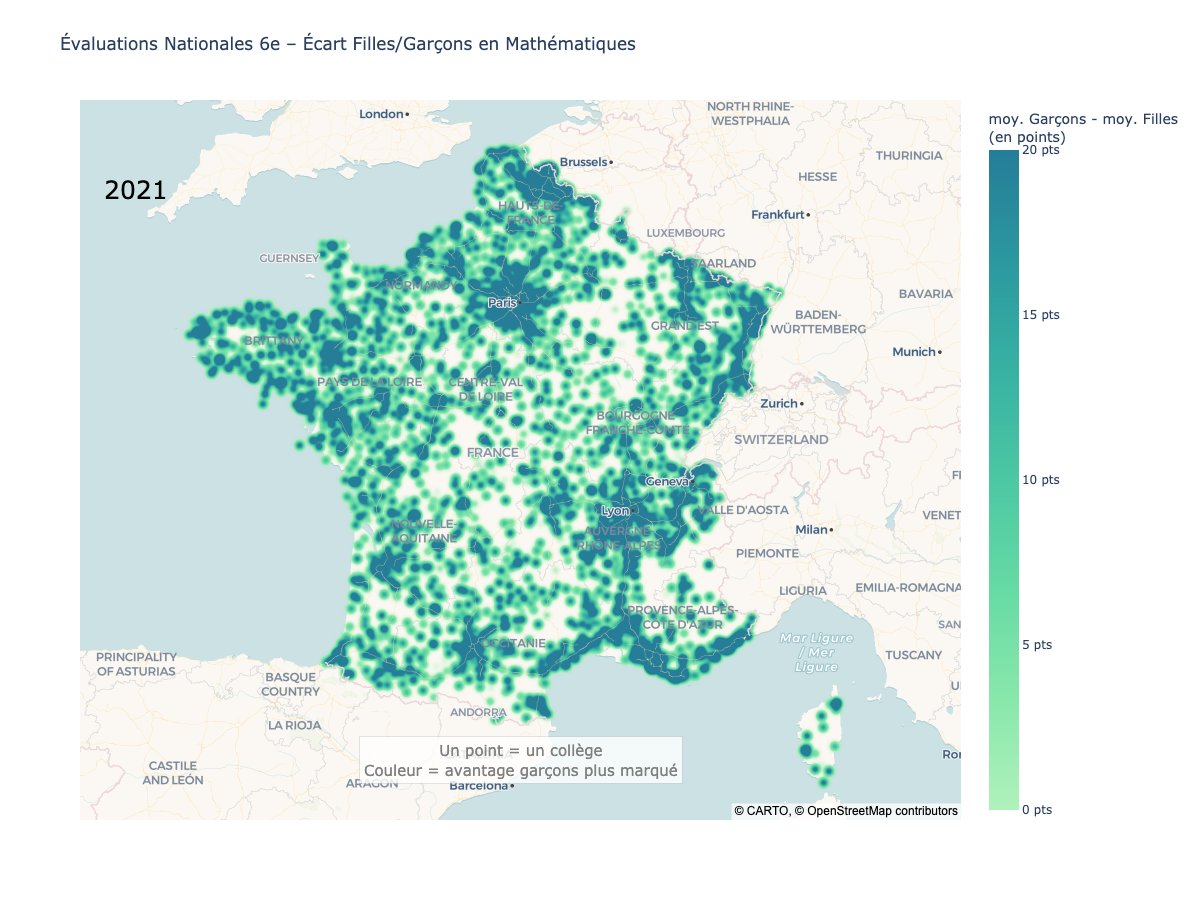 Évaluations Nationales 6e – Écart Filles/Garçons en Mathématiques
2021
London
NORTH RHINE-
WESTPHALIA
Brussels
THURINGIA
HESSE
HAUTS-DE-
FRANCE
Frankfurt
LUXEMBOURG
GUERNSEY
SAARLAND
NORMANDY
BAVARIA
Paris
BADEN-
WÜRTTEMBERG
GRAND EST
BRITTANY
Munich
PAYS DE LA LOIRE
CENTRE-VAL
DE LOIRE
Zurich
BOURGOGNE-
FRANCHE-COMTÉ
SWITZERLAND
FRANCE
Geneva
Lyon
VALLE D'AOSTA
VENET
NOUVELLE-
AQUITAINE
AUVERGNE-
RHÔNE-ALPES
Milan
PIEMONTE
LIGURIA
EMILIA-ROMAGNA
PROVENCE-ALPES-
CÔTE D'AZUR
SAN
OCCITANIE
Mar Ligure
/ Mer
Ligure
TUSCANY
PRINCIPALITY
OF ASTURIAS
BASQUE
COUNTRY
ANDORRA
LA RIOJA
CASTILE
AND LEÓN
ARAGON
Barcelona
Un point = un collège
Couleur = avantage garçons plus marqué
© CARTO, © OpenStreetMap contributors
moy. Garçons - moy. Filles
(en points)
20 pts
15 pts
10 pts
5 pts
0 pts